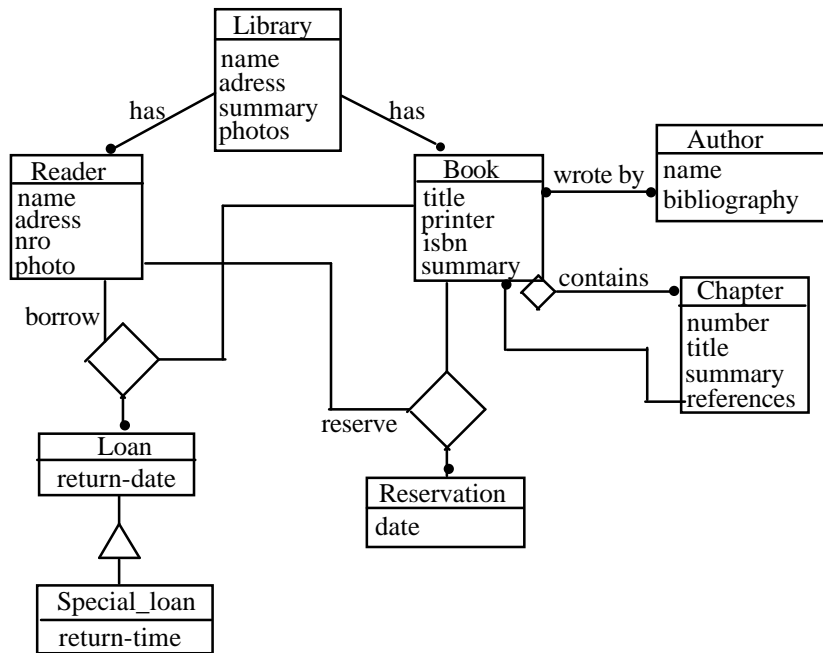 Library
name
adress
summary
photos
has
has
Reader
name
adress
nro
photo
Book
title
printer
isbn
summary
wrote by
Author
name
bibliography
contains
Chapter
number
title
summary
references
borrow
reserve
Loan
return-date
Reservation
date
Special_loan
return-time